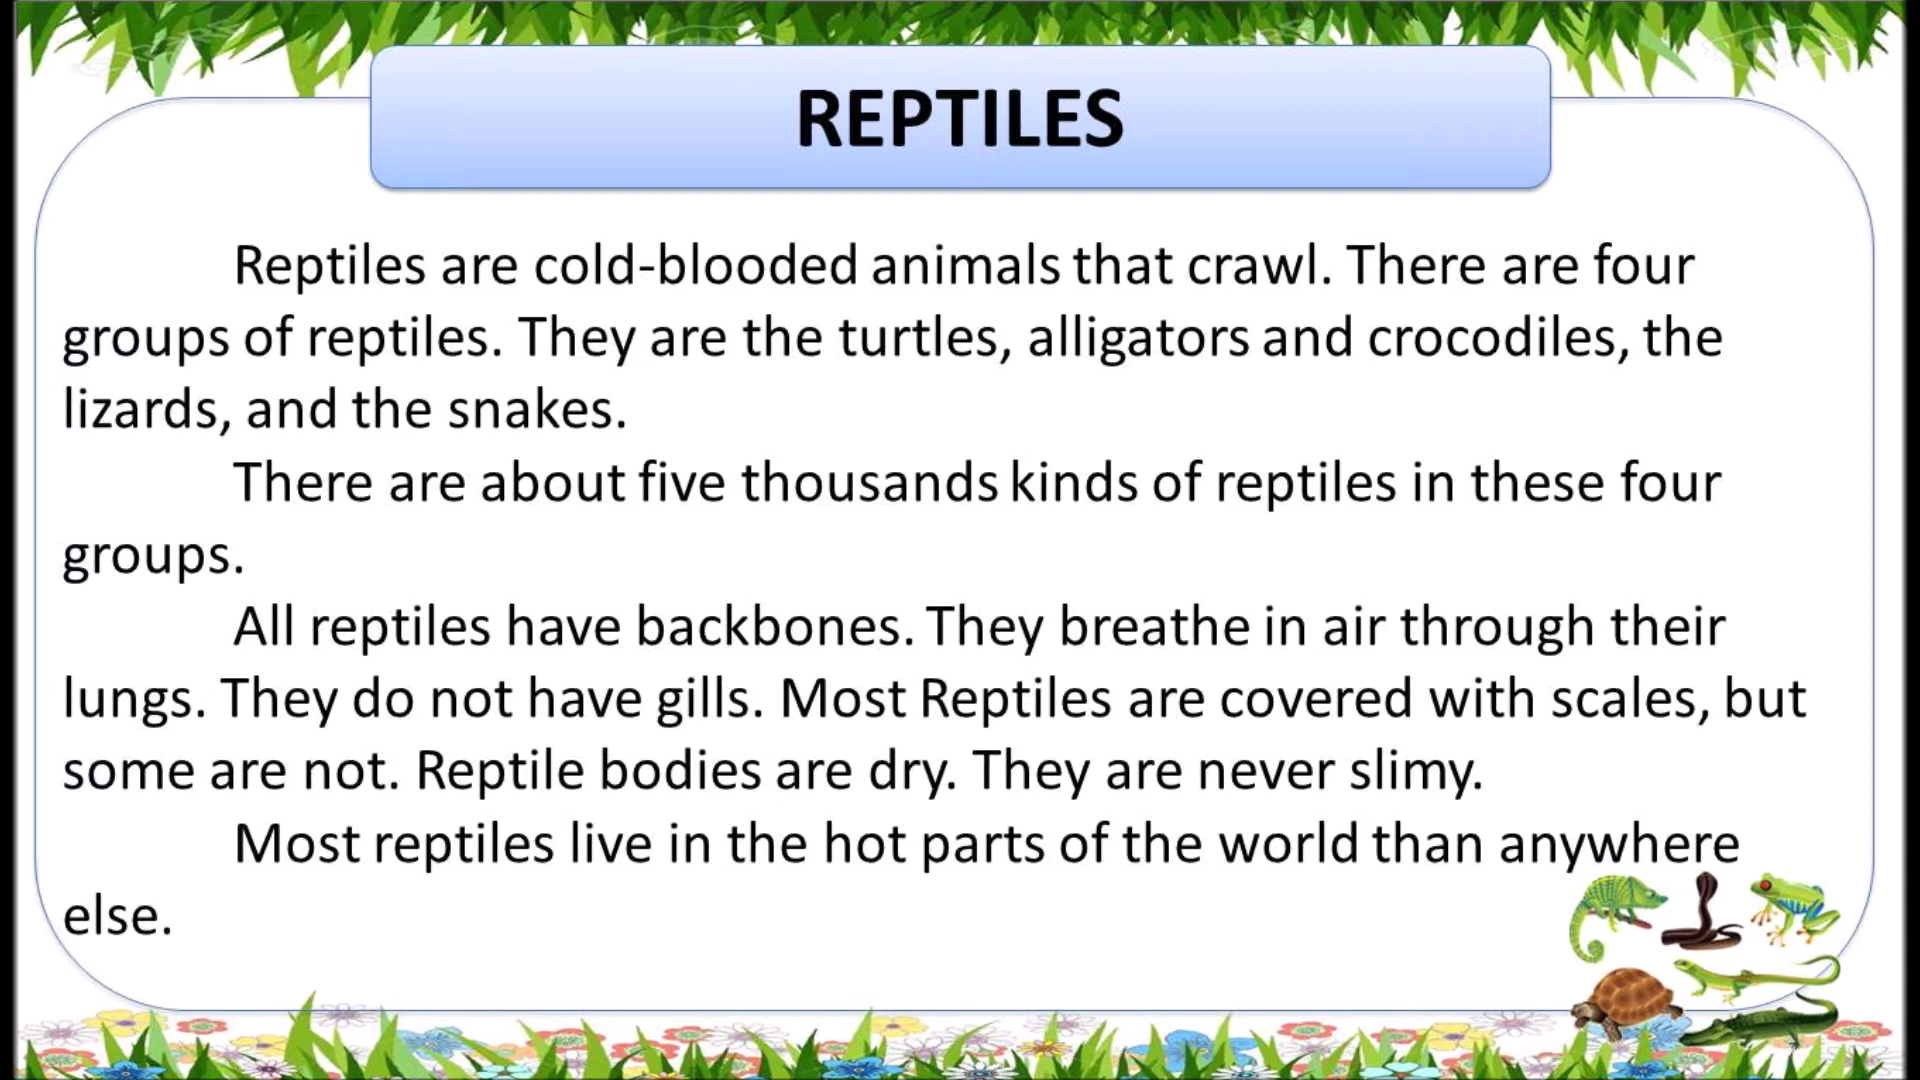 REPTILES
Reptiles are cold-blooded animals that crawl. There are four
groups of reptiles. They are the turtles, alligators and crocodiles, the
lizards, and the snakes.
There are about five thousands kinds of reptiles in these four
groups.
All reptiles have backbones. They breathe in air through their
lungs. They do not have gills. Most Reptiles are covered with scales, but
some are not. Reptile bodies are dry. They are never slimy.
Most reptiles live in the hot parts of the world than anywhere
else.